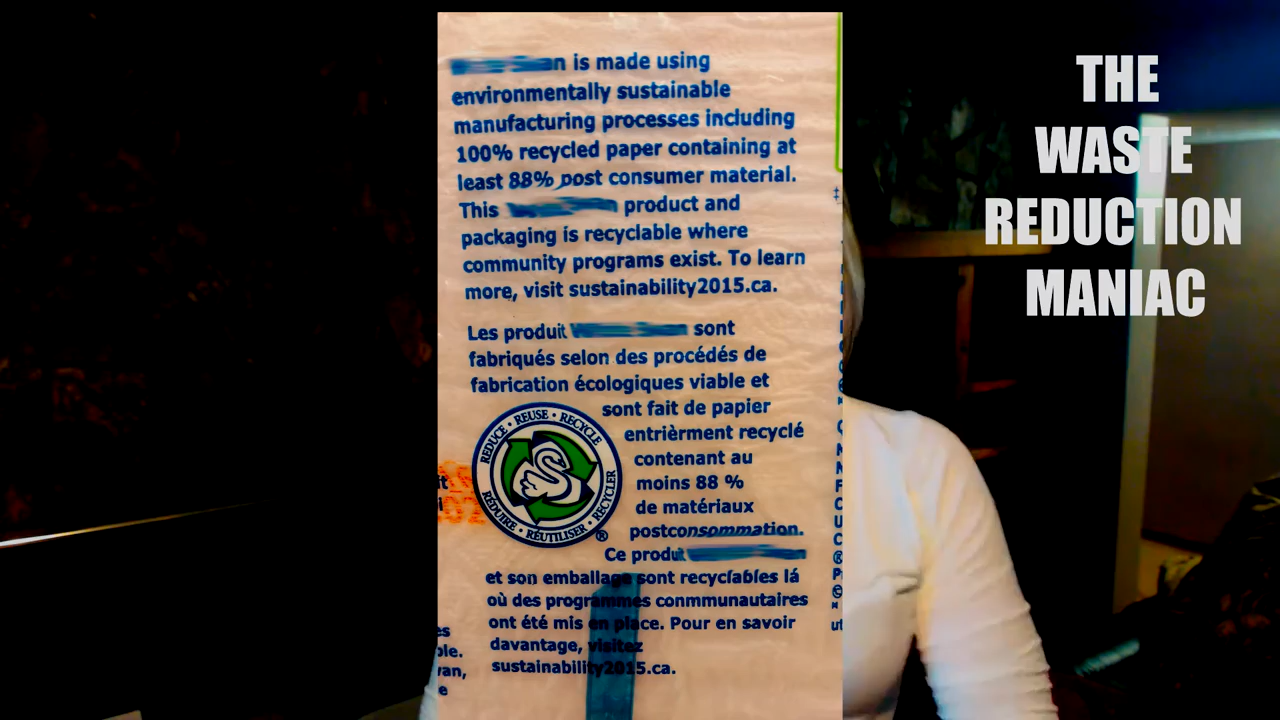 THE
WASTE
REDUCTION
MANIAC
is made using
environmentally sustainable
manufacturing processes including
100% recycled paper containing at
least 88% post consumer material.
This product and
packaging is recyclable where
community programs exist. To learn
more, visit sustainability2015.ca.
Les produit sont
fabriqués selon des procédés de
fabrication écologiques viable et
sont fait de papier
entrièrment recyclé
contenant au
moins 88 %
de matériaux
postconsommation.
Ce produit
et son emballage sont recyclables lá
où des programmes conmmunautaires
ont été mis en place. Pour en savoir
davantage, visitez
sustainability2015.ca.
REDUCE • REUSE • RECYCLE
RÉDUIRE • RÉUTILISER • RECYCLER
®